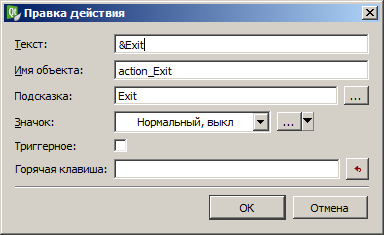 Правка действия
Текст: &Exit
Имя объекта: action_Exit
Подсказка: Exit ...
Значок: Нормальный, выкл ...
Триггерное:
Горячая клавиша:
OK Отмена